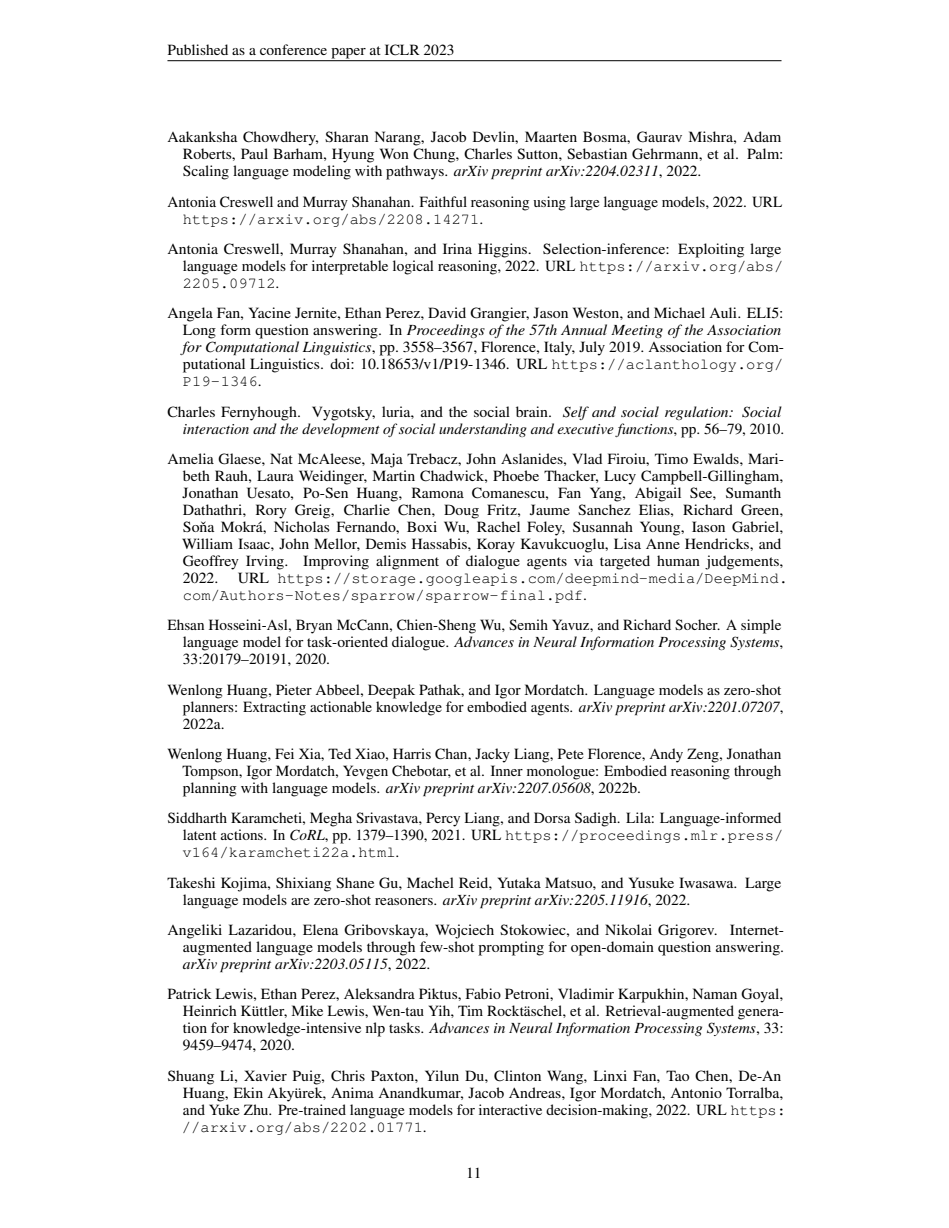 Published as a conference paper at ICLR 2023
Aakanksha Chowdhery, Sharan Narang, Jacob Devlin, Maarten Bosma, Gaurav Mishra, Adam
Roberts, Paul Barham, Hyung Won Chung, Charles Sutton, Sebastian Gehrmann, et al. Palm:
Scaling language modeling with pathways. arXiv preprint arXiv:2204.02311, 2022.
Antonia Creswell and Murray Shanahan. Faithful reasoning using large language models, 2022. URL
https://arxiv.org/abs/2208.14271.
Antonia Creswell, Murray Shanahan, and Irina Higgins. Selection-inference: Exploiting large
language models for interpretable logical reasoning, 2022. URL https://arxiv.org/abs/
2205.09712.
Angela Fan, Yacine Jernite, Ethan Perez, David Grangier, Jason Weston, and Michael Auli. ELI5:
Long form question answering. In Proceedings of the 57th Annual Meeting of the Association
for Computational Linguistics, pp. 3558–3567, Florence, Italy, July 2019. Association for Com-
putational Linguistics. doi: 10.18653/v1/P19-1346. URL https://aclanthology.org/
P19-1346.
Charles Fernyhough. Vygotsky, luria, and the social brain. Self and social regulation: Social
interaction and the development of social understanding and executive functions, pp. 56–79, 2010.
Amelia Glaese, Nat McAleese, Maja Trebacz, John Aslanides, Vlad Firoiu, Timo Ewalds, Mari-
beth Rauh, Laura Weidinger, Martin Chadwick, Phoebe Thacker, Lucy Campbell-Gillingham,
Jonathan Uesato, Po-Sen Huang, Ramona Comanescu, Fan Yang, Abigail See, Sumanth
Dathathri, Rory Greig, Charlie Chen, Doug Fritz, Jaume Sanchez Elias, Richard Green,
Soňa Mokrá, Nicholas Fernando, Boxi Wu, Rachel Foley, Susannah Young, Iason Gabriel,
William Isaac, John Mellor, Demis Hassabis, Koray Kavukcuoglu, Lisa Anne Hendricks, and
Geoffrey Irving. Improving alignment of dialogue agents via targeted human judgements,
2022. URL https://storage.googleapis.com/deepmind-media/DeepMind.
com/Authors-Notes/sparrow/sparrow-final.pdf.
Ehsan Hosseini-Asl, Bryan McCann, Chien-Sheng Wu, Semih Yavuz, and Richard Socher. A simple
language model for task-oriented dialogue. Advances in Neural Information Processing Systems,
33:20179–20191, 2020.
Wenlong Huang, Pieter Abbeel, Deepak Pathak, and Igor Mordatch. Language models as zero-shot
planners: Extracting actionable knowledge for embodied agents. arXiv preprint arXiv:2201.07207,
2022a.
Wenlong Huang, Fei Xia, Ted Xiao, Harris Chan, Jacky Liang, Pete Florence, Andy Zeng, Jonathan
Tompson, Igor Mordatch, Yevgen Chebotar, et al. Inner monologue: Embodied reasoning through
planning with language models. arXiv preprint arXiv:2207.05608, 2022b.
Siddharth Karamcheti, Megha Srivastava, Percy Liang, and Dorsa Sadigh. Lila: Language-informed
latent actions. In CoRL, pp. 1379–1390, 2021. URL https://proceedings.mlr.press/
v164/karamcheti22a.html.
Takeshi Kojima, Shixiang Shane Gu, Machel Reid, Yutaka Matsuo, and Yusuke Iwasawa. Large
language models are zero-shot reasoners. arXiv preprint arXiv:2205.11916, 2022.
Angeliki Lazaridou, Elena Gribovskaya, Wojciech Stokowiec, and Nikolai Grigorev. Internet-
augmented language models through few-shot prompting for open-domain question answering.
arXiv preprint arXiv:2203.05115, 2022.
Patrick Lewis, Ethan Perez, Aleksandra Piktus, Fabio Petroni, Vladimir Karpukhin, Naman Goyal,
Heinrich Küttler, Mike Lewis, Wen-tau Yih, Tim Rocktäschel, et al. Retrieval-augmented genera-
tion for knowledge-intensive nlp tasks. Advances in Neural Information Processing Systems, 33:
9459–9474, 2020.
Shuang Li, Xavier Puig, Chris Paxton, Yilun Du, Clinton Wang, Linxi Fan, Tao Chen, De-An
Huang, Ekin Akyürek, Anima Anandkumar, Jacob Andreas, Igor Mordatch, Antonio Torralba,
and Yuke Zhu. Pre-trained language models for interactive decision-making, 2022. URL https:
//arxiv.org/abs/2202.01771.
11